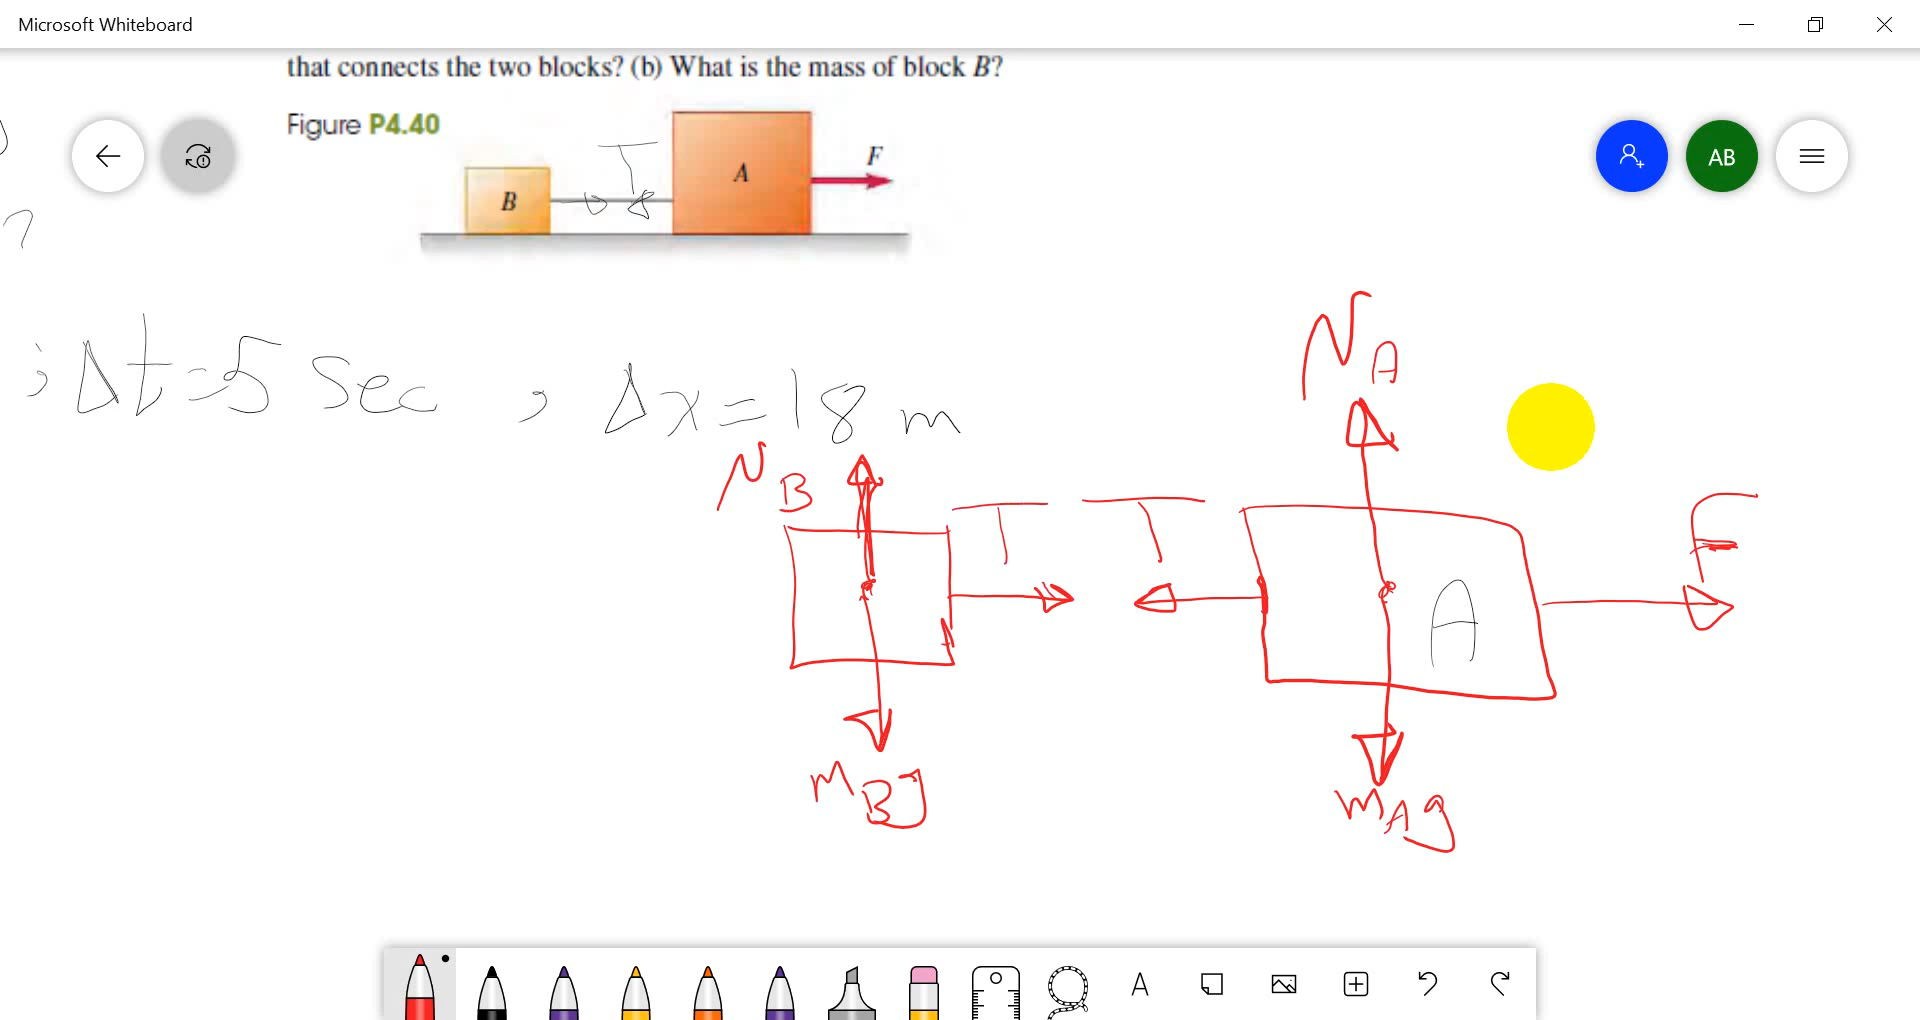 Microsoft Whiteboard
that connects the two blocks? (b) What is the mass of block B?
Figure P4.40
T
F
A
B
AB
?
; Δt = 5 sec , Δx = 18 m
N_A
N_B
T T
F
A
m_B g
m_A g
A